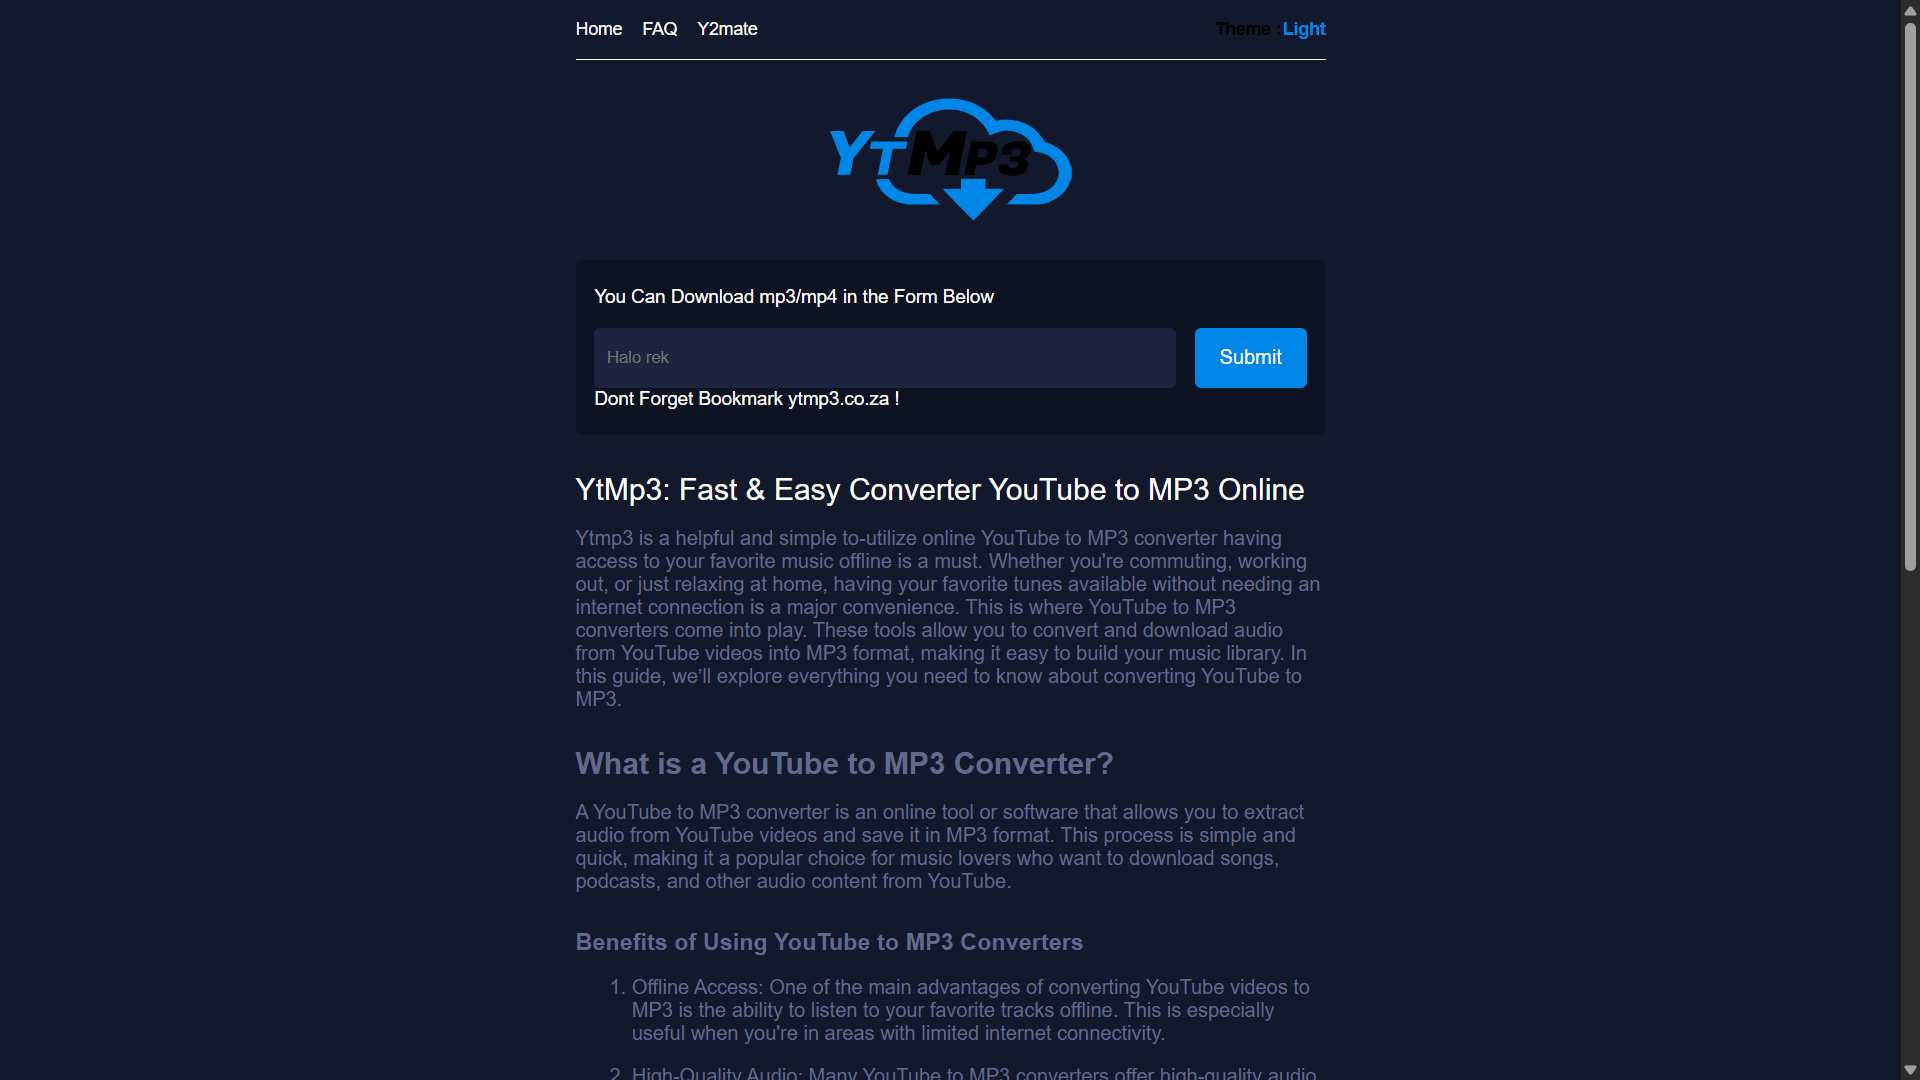 Home FAQ Y2mate Theme :Light
YTMP3
You Can Download mp3/mp4 in the Form Below
Halo rek
Submit
Dont Forget Bookmark ytmp3.co.za !
YtMp3: Fast & Easy Converter YouTube to MP3 Online
Ytmp3 is a helpful and simple to-utilize online YouTube to MP3 converter having
access to your favorite music offline is a must. Whether you're commuting, working
out, or just relaxing at home, having your favorite tunes available without needing an
internet connection is a major convenience. This is where YouTube to MP3
converters come into play. These tools allow you to convert and download audio
from YouTube videos into MP3 format, making it easy to build your music library. In
this guide, we’ll explore everything you need to know about converting YouTube to
MP3.
What is a YouTube to MP3 Converter?
A YouTube to MP3 converter is an online tool or software that allows you to extract
audio from YouTube videos and save it in MP3 format. This process is simple and
quick, making it a popular choice for music lovers who want to download songs,
podcasts, and other audio content from YouTube.
Benefits of Using YouTube to MP3 Converters
1. Offline Access: One of the main advantages of converting YouTube videos to
MP3 is the ability to listen to your favorite tracks offline. This is especially
useful when you're in areas with limited internet connectivity.
2. High-Quality Audio: Many YouTube to MP3 converters offer high-quality audio